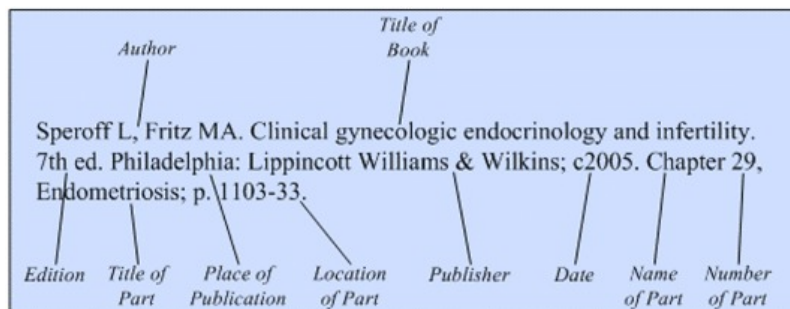 Title of
Author Book
Speroff L, Fritz MA. Clinical gynecologic endocrinology and infertility.
7th ed. Philadelphia: Lippincott Williams & Wilkins; c2005. Chapter 29,
Endometriosis; p. 1103-33.
Edition Title of Place of Location Publisher Date Name Number
Part Publication of Part of Part of Part